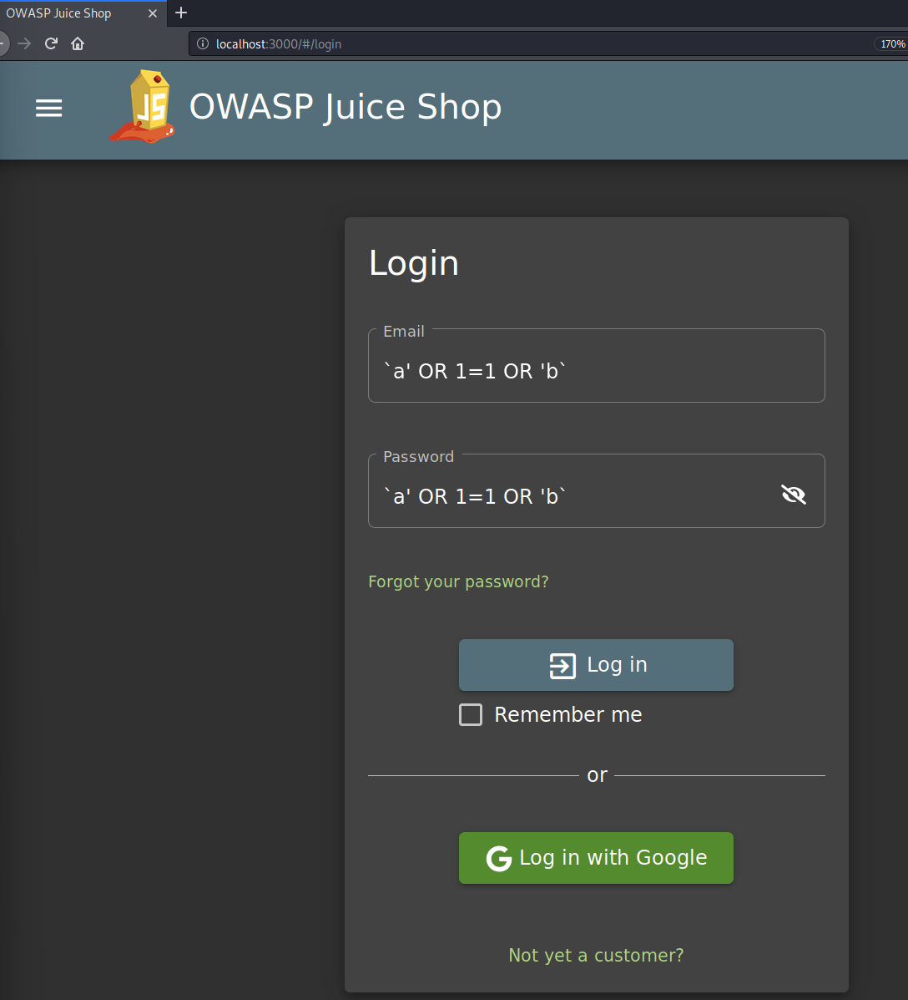 OWASP Juice Shop
localhost:3000/#/login
170%
JS
OWASP Juice Shop
Login
Email
`a' OR 1=1 OR 'b`
Password
`a' OR 1=1 OR 'b`
Forgot your password?
Log in
Remember me
or
G Log in with Google
Not yet a customer?